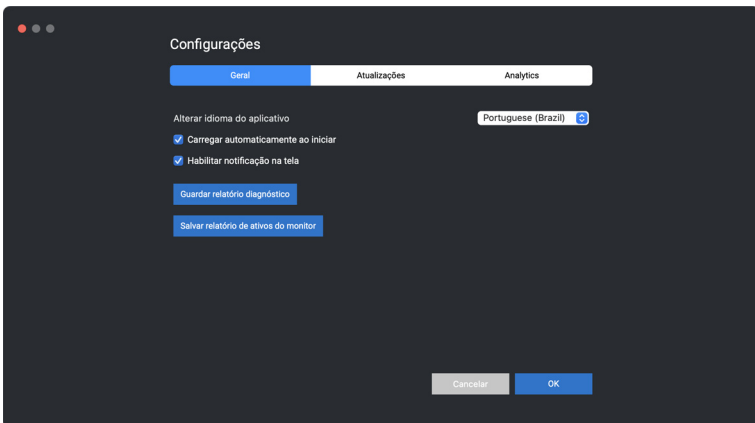 Configurações
Geral
Atualizações
Analytics
Alterar idioma do aplicativo
Portuguese (Brazil)
Carregar automaticamente ao iniciar
Habilitar notificação na tela
Guardar relatório diagnóstico
Salvar relatório de ativos do monitor
Cancelar
OK